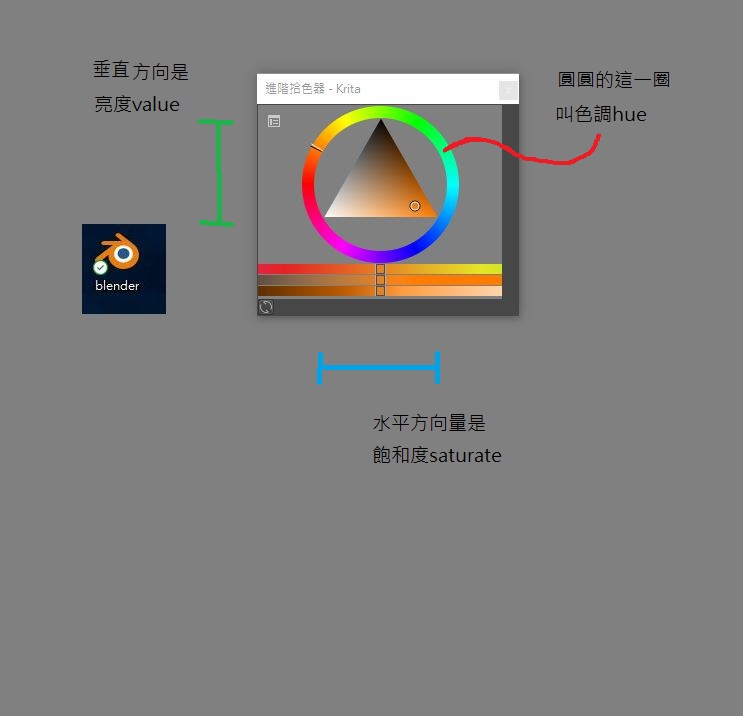 垂直方向是
亮度value
進階拾色器 - Krita
圓圓的這一圈
叫色調hue
blender
水平方向量是
飽和度saturate